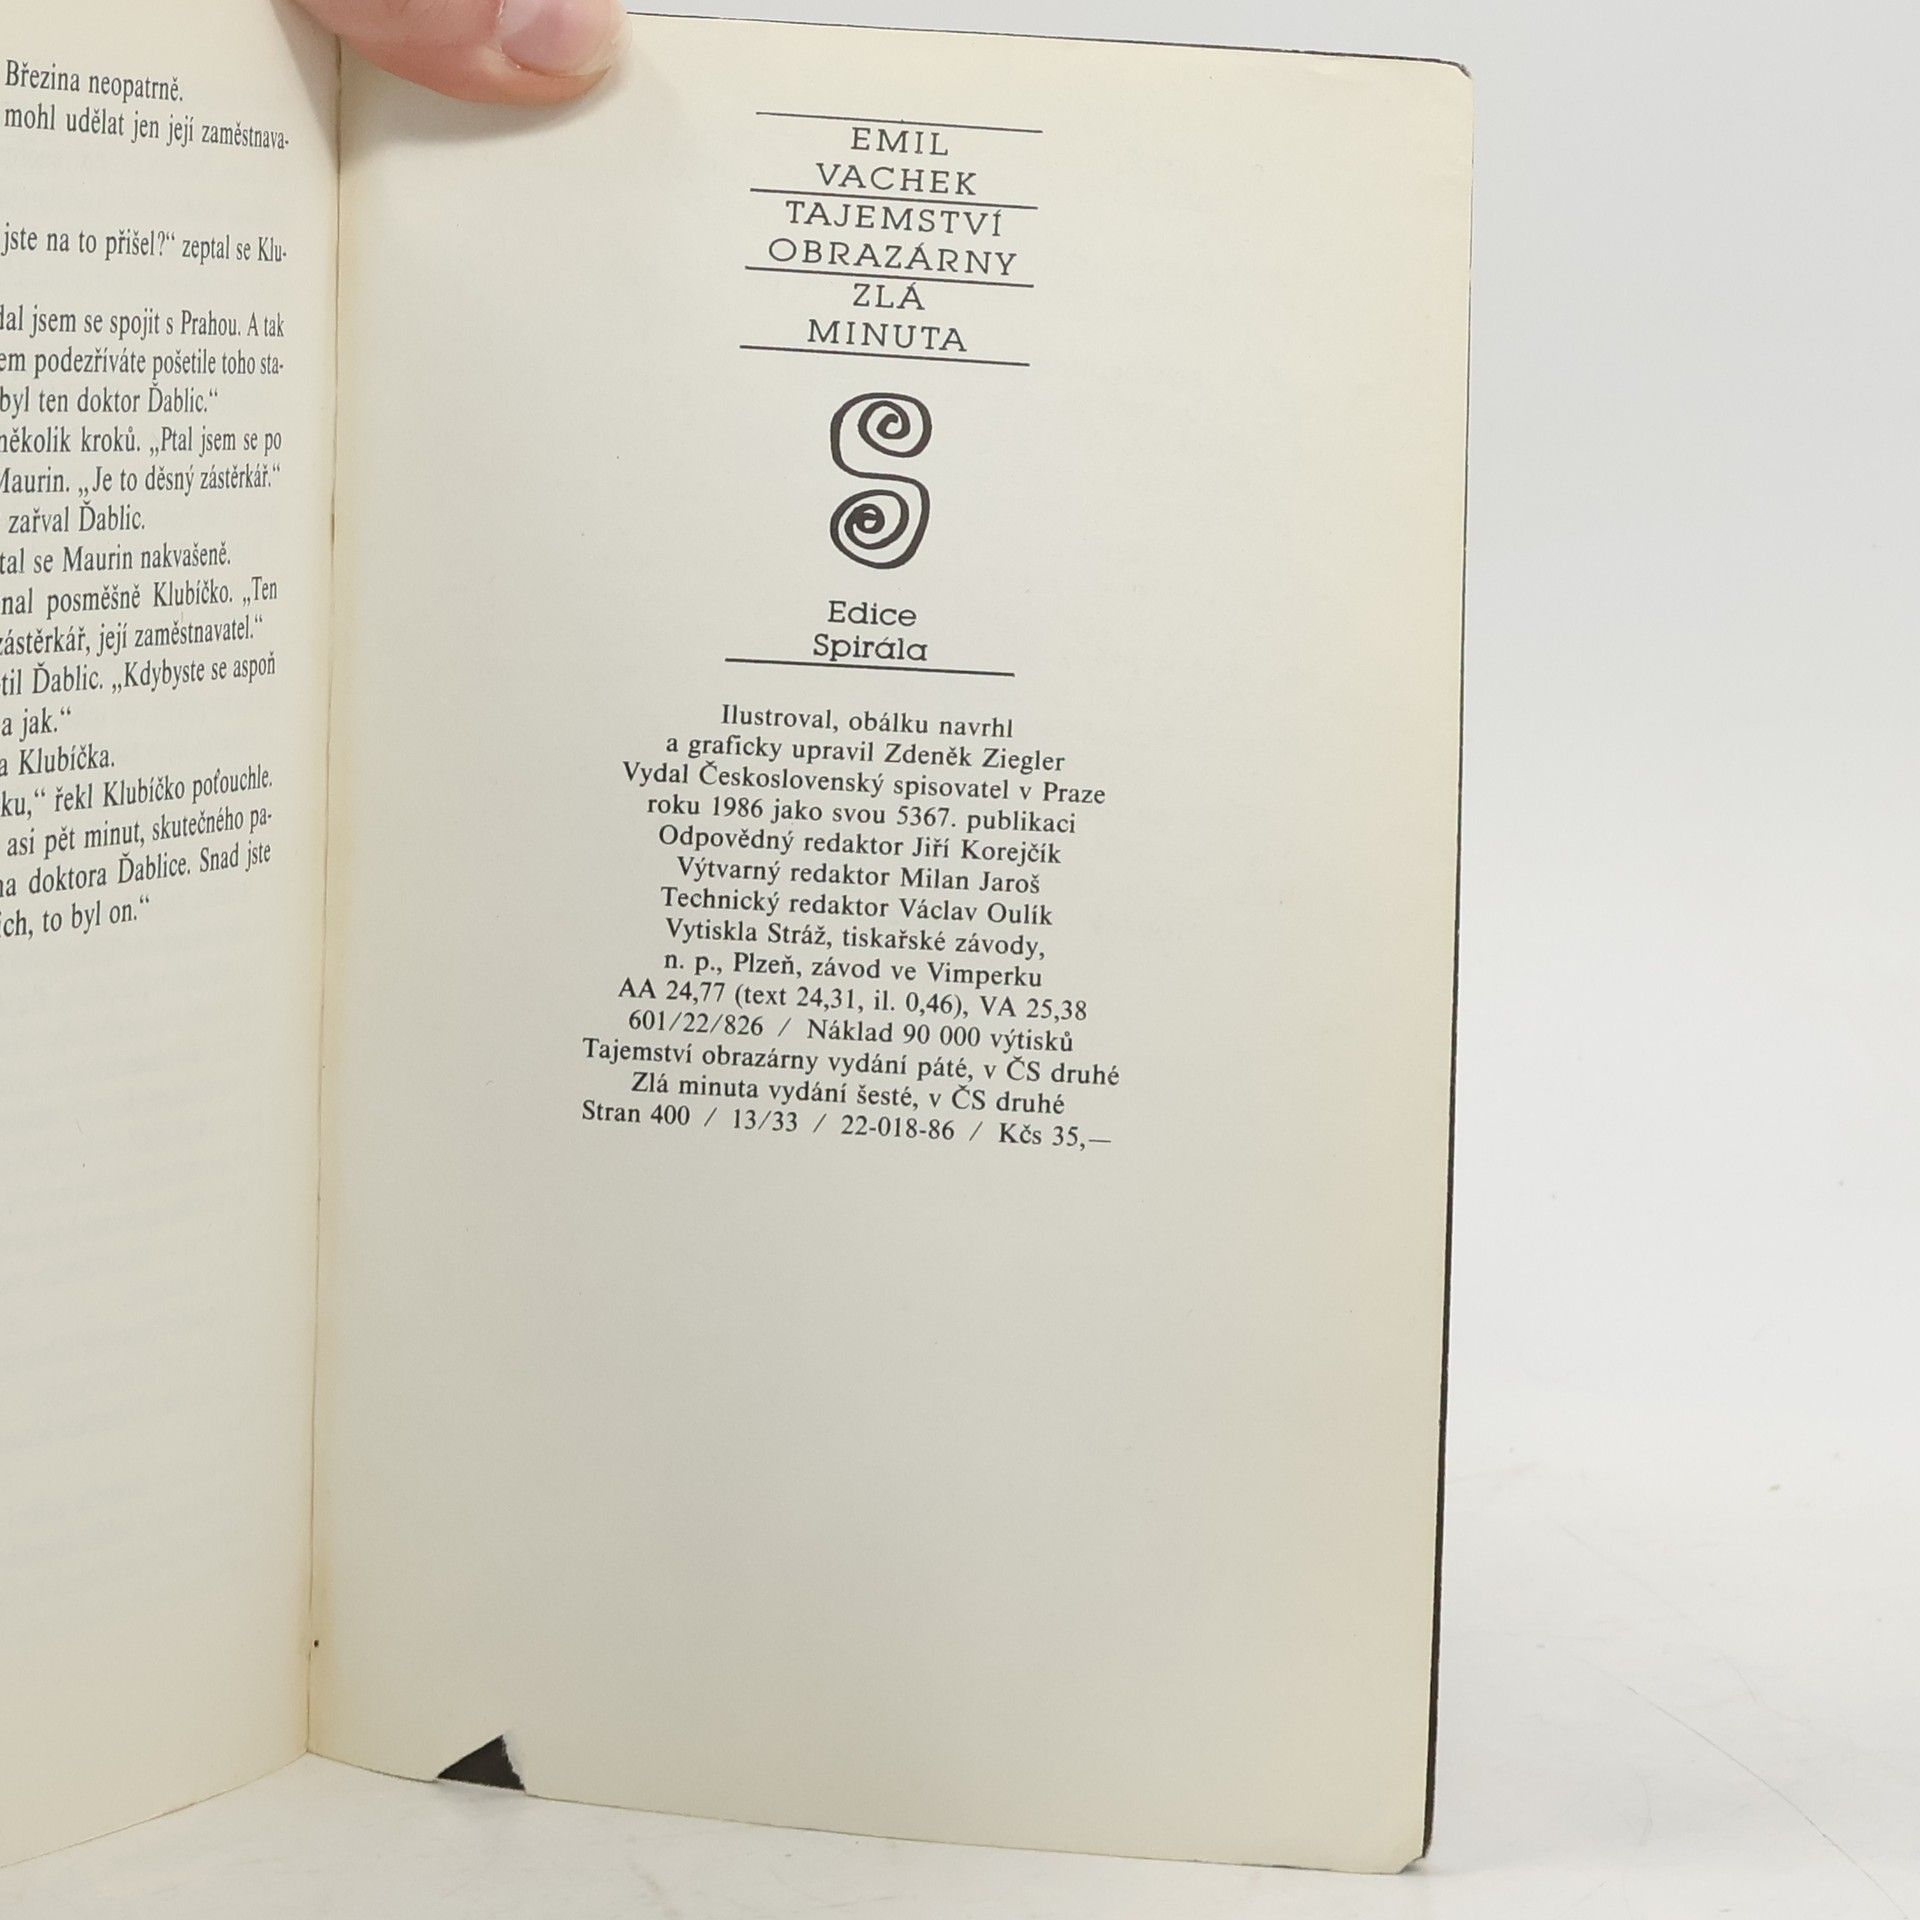 Březina neopatrně.
mohl udělat jen její zaměstnava-
jste na to přišel?“ zeptal se Klu-
dal jsem se spojit s Prahou. A tak
em podezříváte pošetile toho sta-
byl ten doktor Ďablic.“
několik kroků. „Ptal jsem se po
Maurin. „Je to děsný zástěrkář.“
zařval Ďablic.
tal se Maurin nakvašeně.
nal posměšně Klubíčko. „Ten
zástěrkář, její zaměstnavatel.“
til Ďablic. „Kdybyste se aspoň
a jak.“
a Klubíčka.
ku,“ řekl Klubíčko poťouchle.
asi pět minut, skutečného pa-
na doktora Ďablice. Snad jste
ich, to byl on.“
EMIL
VACHEK
TAJEMSTVÍ
OBRAZÁRNY
ZLÁ
MINUTA
Edice
Spirála
Ilustroval, obálku navrhl
a graficky upravil Zdeněk Ziegler
Vydal Československý spisovatel v Praze
roku 1986 jako svou 5367. publikaci
Odpovědný redaktor Jiří Korejčík
Výtvarný redaktor Milan Jaroš
Technický redaktor Václav Oulík
Vytiskla Stráž, tiskařské závody,
n. p., Plzeň, závod ve Vimperku
AA 24,77 (text 24,31, il. 0,46), VA 25,38
601/22/826 / Náklad 90 000 výtisků
Tajemství obrazárny vydání páté, v ČS druhé
Zlá minuta vydání šesté, v ČS druhé
Stran 400 / 13/33 / 22-018-86 / Kčs 35,—